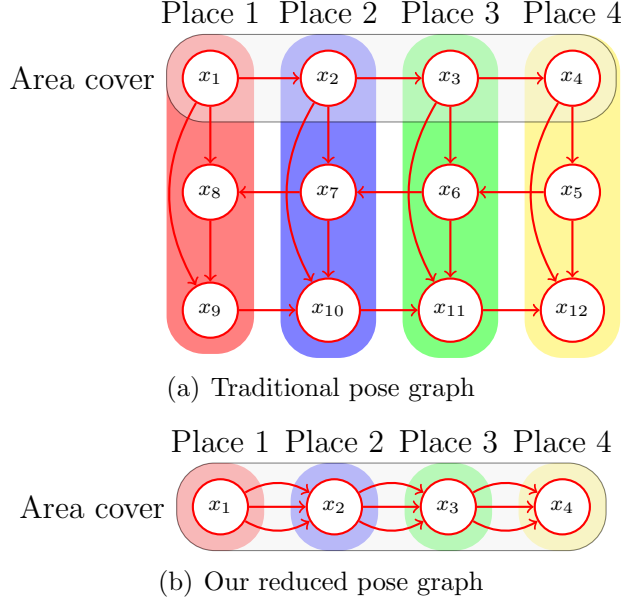 Place 1 Place 2 Place 3 Place 4
Area cover x₁ x₂ x₃ x₄
x₈ x₇ x₆ x₅
x₉ x₁₀ x₁₁ x₁₂
(a) Traditional pose graph
Place 1 Place 2 Place 3 Place 4
Area cover x₁ x₂ x₃ x₄
(b) Our reduced pose graph